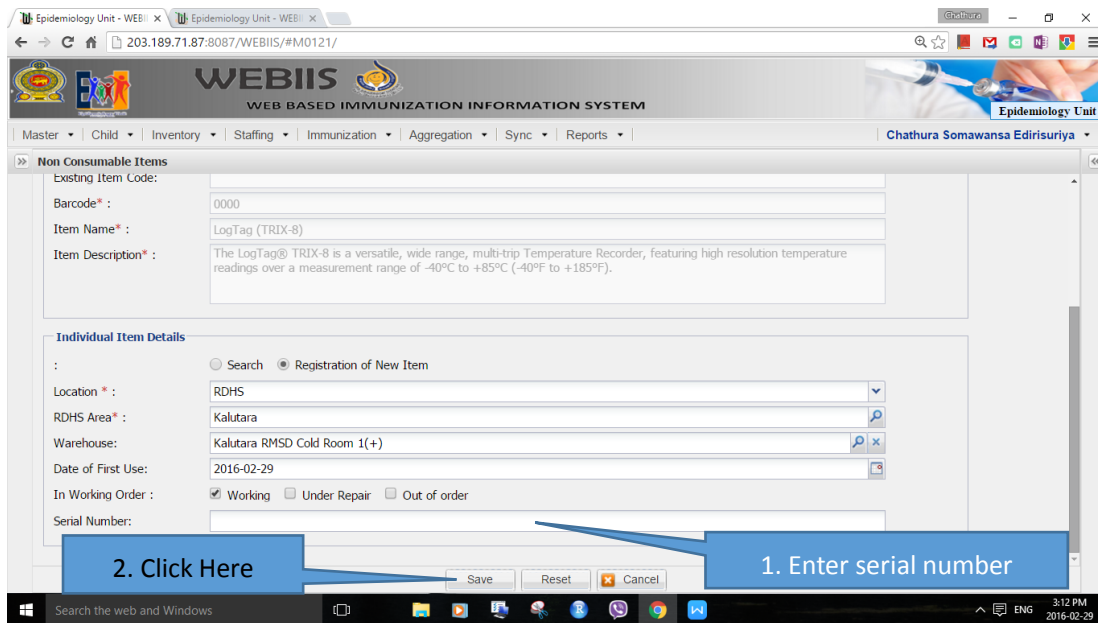 Epidemiology Unit - WEBII
Epidemiology Unit - WEBII
Chathura
203.189.71.87:8087/WEBIIS/#M0121/
WEBIIS
WEB BASED IMMUNIZATION INFORMATION SYSTEM
Epidemiology Unit
Master Child Inventory Staffing Immunization Aggregation Sync Reports
Chathura Somawansa Edirisuriya
Non Consumable Items
Existing Item Code:
Barcode* : 0000
Item Name* : LogTag (TRIX-8)
Item Description* : The LogTag® TRIX-8 is a versatile, wide range, multi-trip Temperature Recorder, featuring high resolution temperature
readings over a measurement range of -40°C to +85°C (-40°F to +185°F).
Individual Item Details
: Search Registration of New Item
Location * : RDHS
RDHS Area* : Kalutara
Warehouse: Kalutara RMSD Cold Room 1(+)
Date of First Use: 2016-02-29
In Working Order : Working Under Repair Out of order
Serial Number:
2. Click Here
1. Enter serial number
Save Reset Cancel
Search the web and Windows
ENG
3:12 PM
2016-02-29